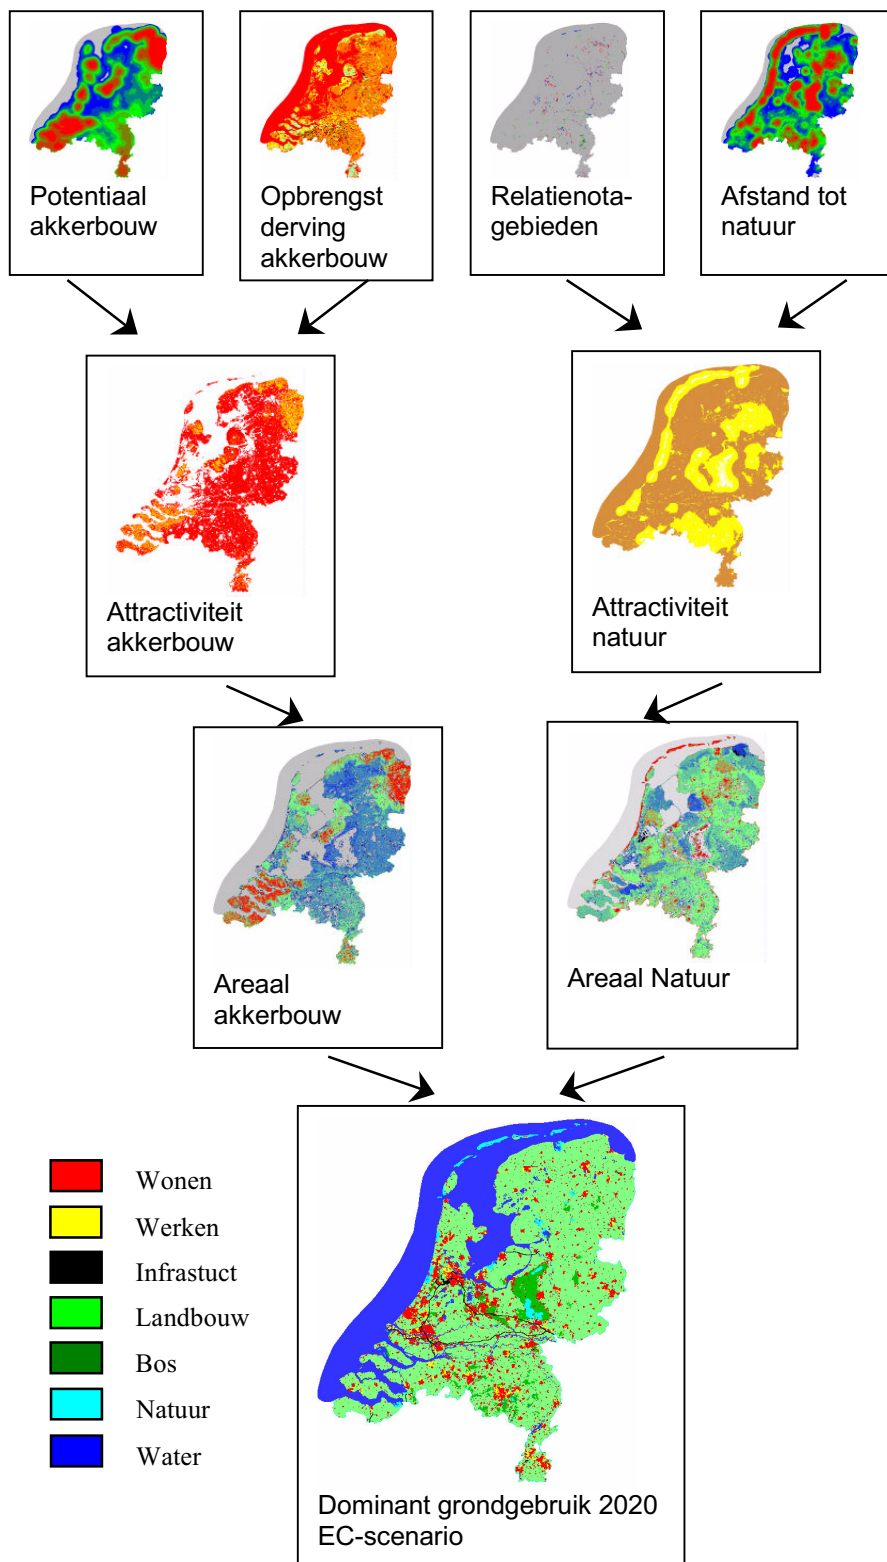 Potentiaal
akkerbouw
Opbrengst
derving
akkerbouw
Relatienota-
gebieden
Afstand tot
natuur
Attractiviteit
akkerbouw
Attractiviteit
natuur
Areaal
akkerbouw
Areaal Natuur
Wonen
Werken
Infrastuct
Landbouw
Bos
Natuur
Water
Dominant grondgebruik 2020
EC-scenario